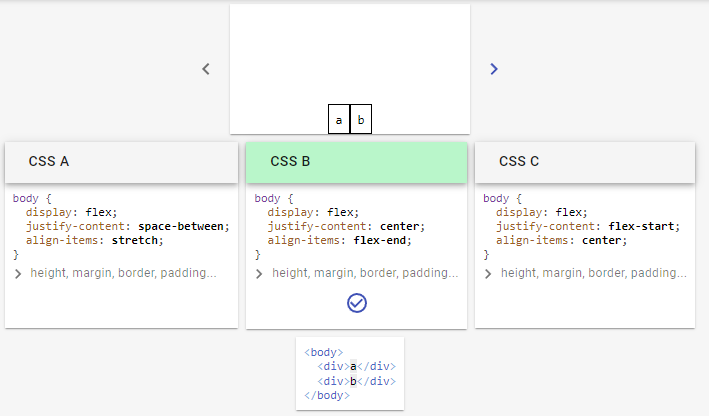 a b
CSS A
body {
  display: flex;
  justify-content: space-between;
  align-items: stretch;
}
height, margin, border, padding...
CSS B
body {
  display: flex;
  justify-content: center;
  align-items: flex-end;
}
height, margin, border, padding...
CSS C
body {
  display: flex;
  justify-content: flex-start;
  align-items: center;
}
height, margin, border, padding...
<body>
  <div>a</div>
  <div>b</div>
</body>